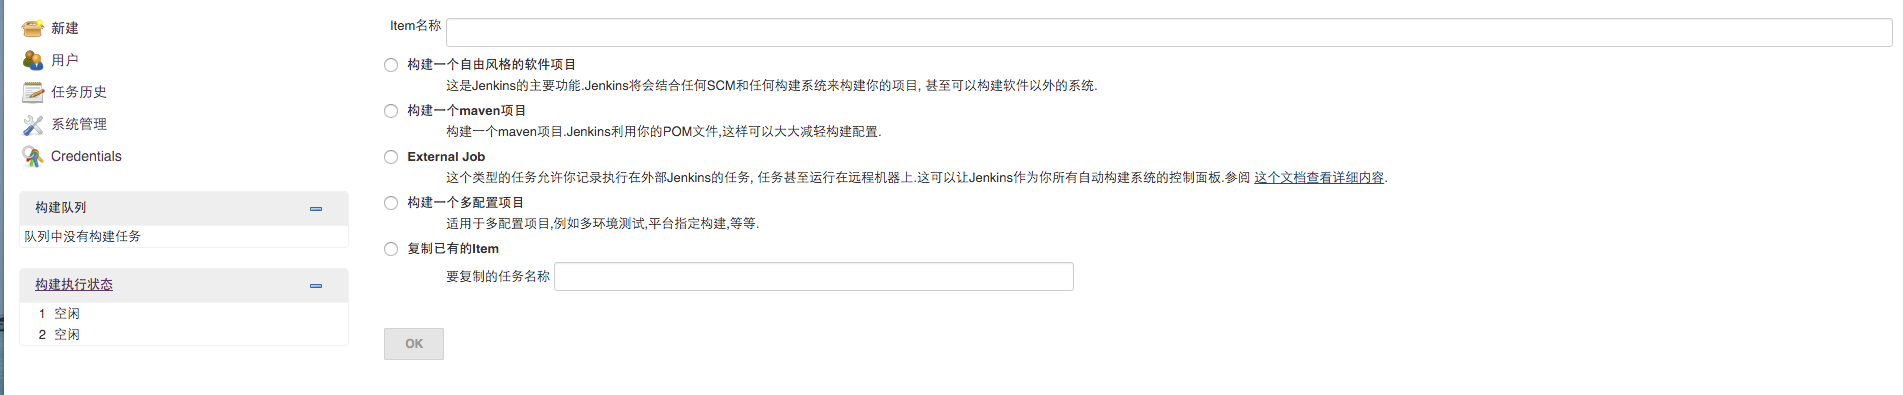 新建
用户
任务历史
系统管理
Credentials
构建队列
队列中没有构建任务
构建执行状态
1 空闲
2 空闲
Item名称
构建一个自由风格的软件项目
这是Jenkins的主要功能.Jenkins将会结合任何SCM和任何构建系统来构建你的项目, 甚至可以构建软件以外的系统.
构建一个maven项目
构建一个maven项目.Jenkins利用你的POM文件,这样可以大大减轻构建配置.
External Job
这个类型的任务允许你记录执行在外部Jenkins的任务, 任务甚至运行在远程机器上.这可以让Jenkins作为你所有自动构建系统的控制面板.参阅 这个文档查看详细内容.
构建一个多配置项目
适用于多配置项目,例如多环境测试,平台指定构建,等等.
复制已有的Item
要复制的任务名称
OK